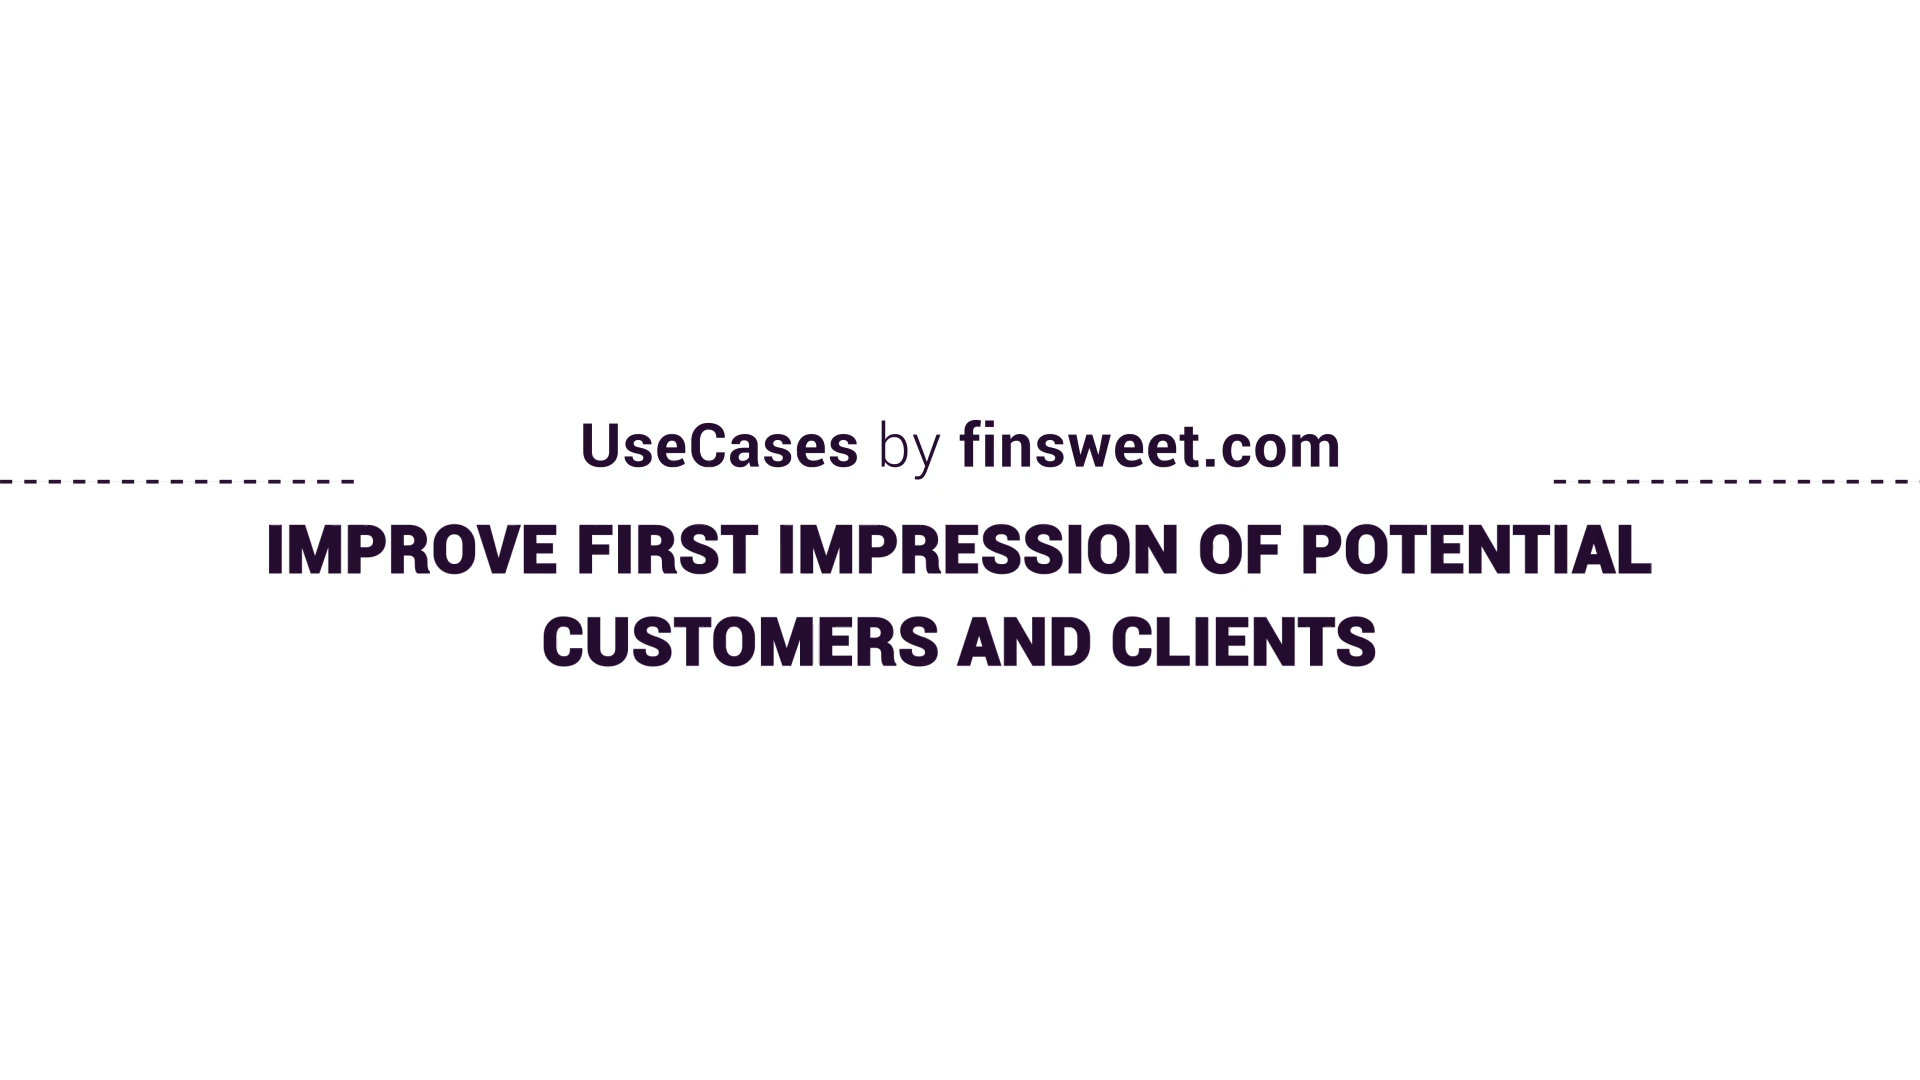 UseCases by finsweet.com
IMPROVE FIRST IMPRESSION OF POTENTIAL
CUSTOMERS AND CLIENTS